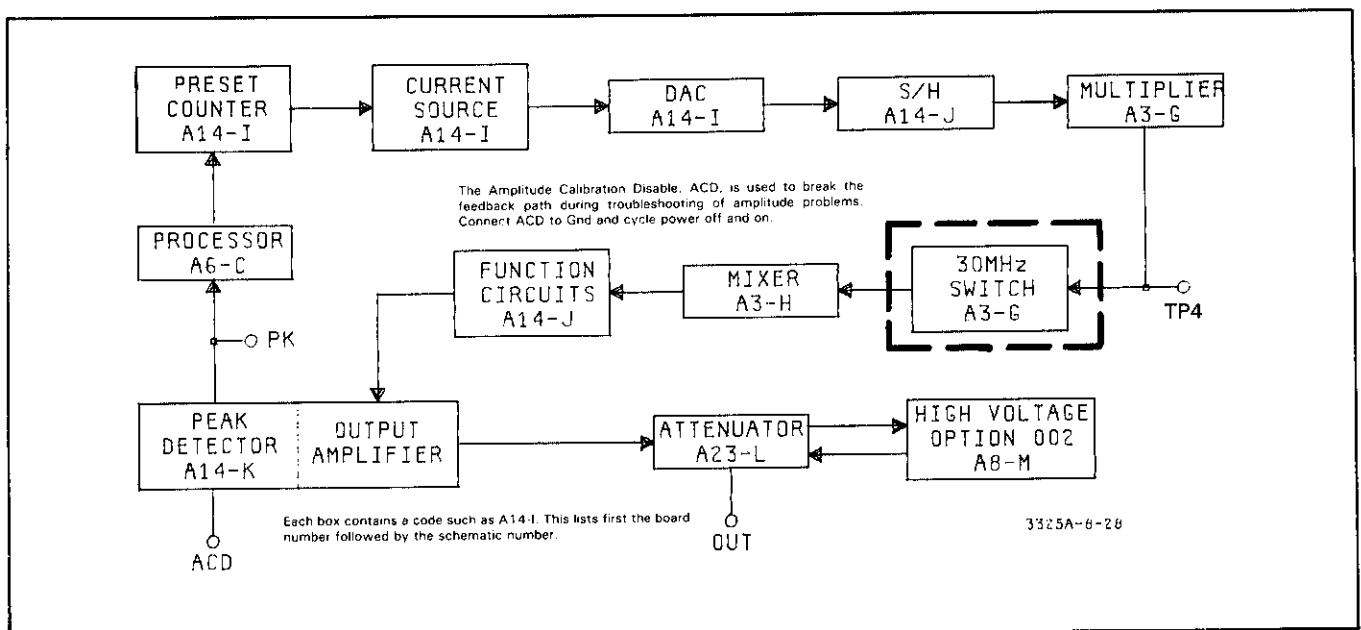 PRESET
COUNTER
A14-I
CURRENT
SOURCE
A14-I
DAC
A14-I
S/H
A14-J
MULTIPLIER
A3-G
The Amplitude Calibration Disable, ACD, is used to break the
feedback path during troubleshooting of amplitude problems.
Connect ACD to Gnd and cycle power off and on.
PROCESSOR
A6-C
FUNCTION
CIRCUITS
A14-J
MIXER
A3-H
30MHz
SWITCH
A3-G
TP4
PK
PEAK
DETECTOR
A14-K
OUTPUT
AMPLIFIER
ATTENUATOR
A23-L
HIGH VOLTAGE
OPTION 002
A8-M
Each box contains a code such as A14-I. This lists first the board
number followed by the schematic number.
ACD
OUT
3325A-8-28